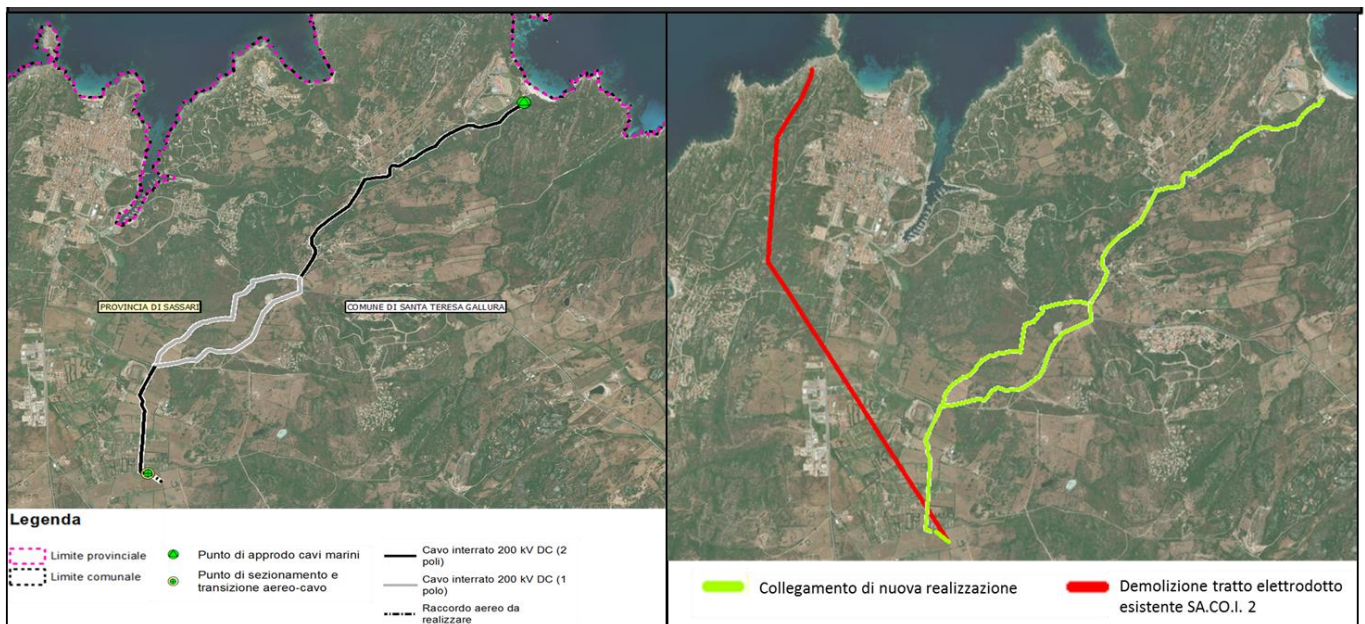 PROVINCIA DI SASSARI
COMUNE DI SANTA TERESA GALLURA
Legenda
Limite provinciale
Limite comunale
Punto di approdo cavi marini
Punto di sezionamento e
transizione aereo-cavo
Cavo interrato 200 kV DC (2
poli)
Cavo interrato 200 kV DC (1
polo)
Raccordo aereo da
realizzare
Collegamento di nuova realizzazione
Demolizione tratto elettrodotto
esistente SA.CO.I. 2